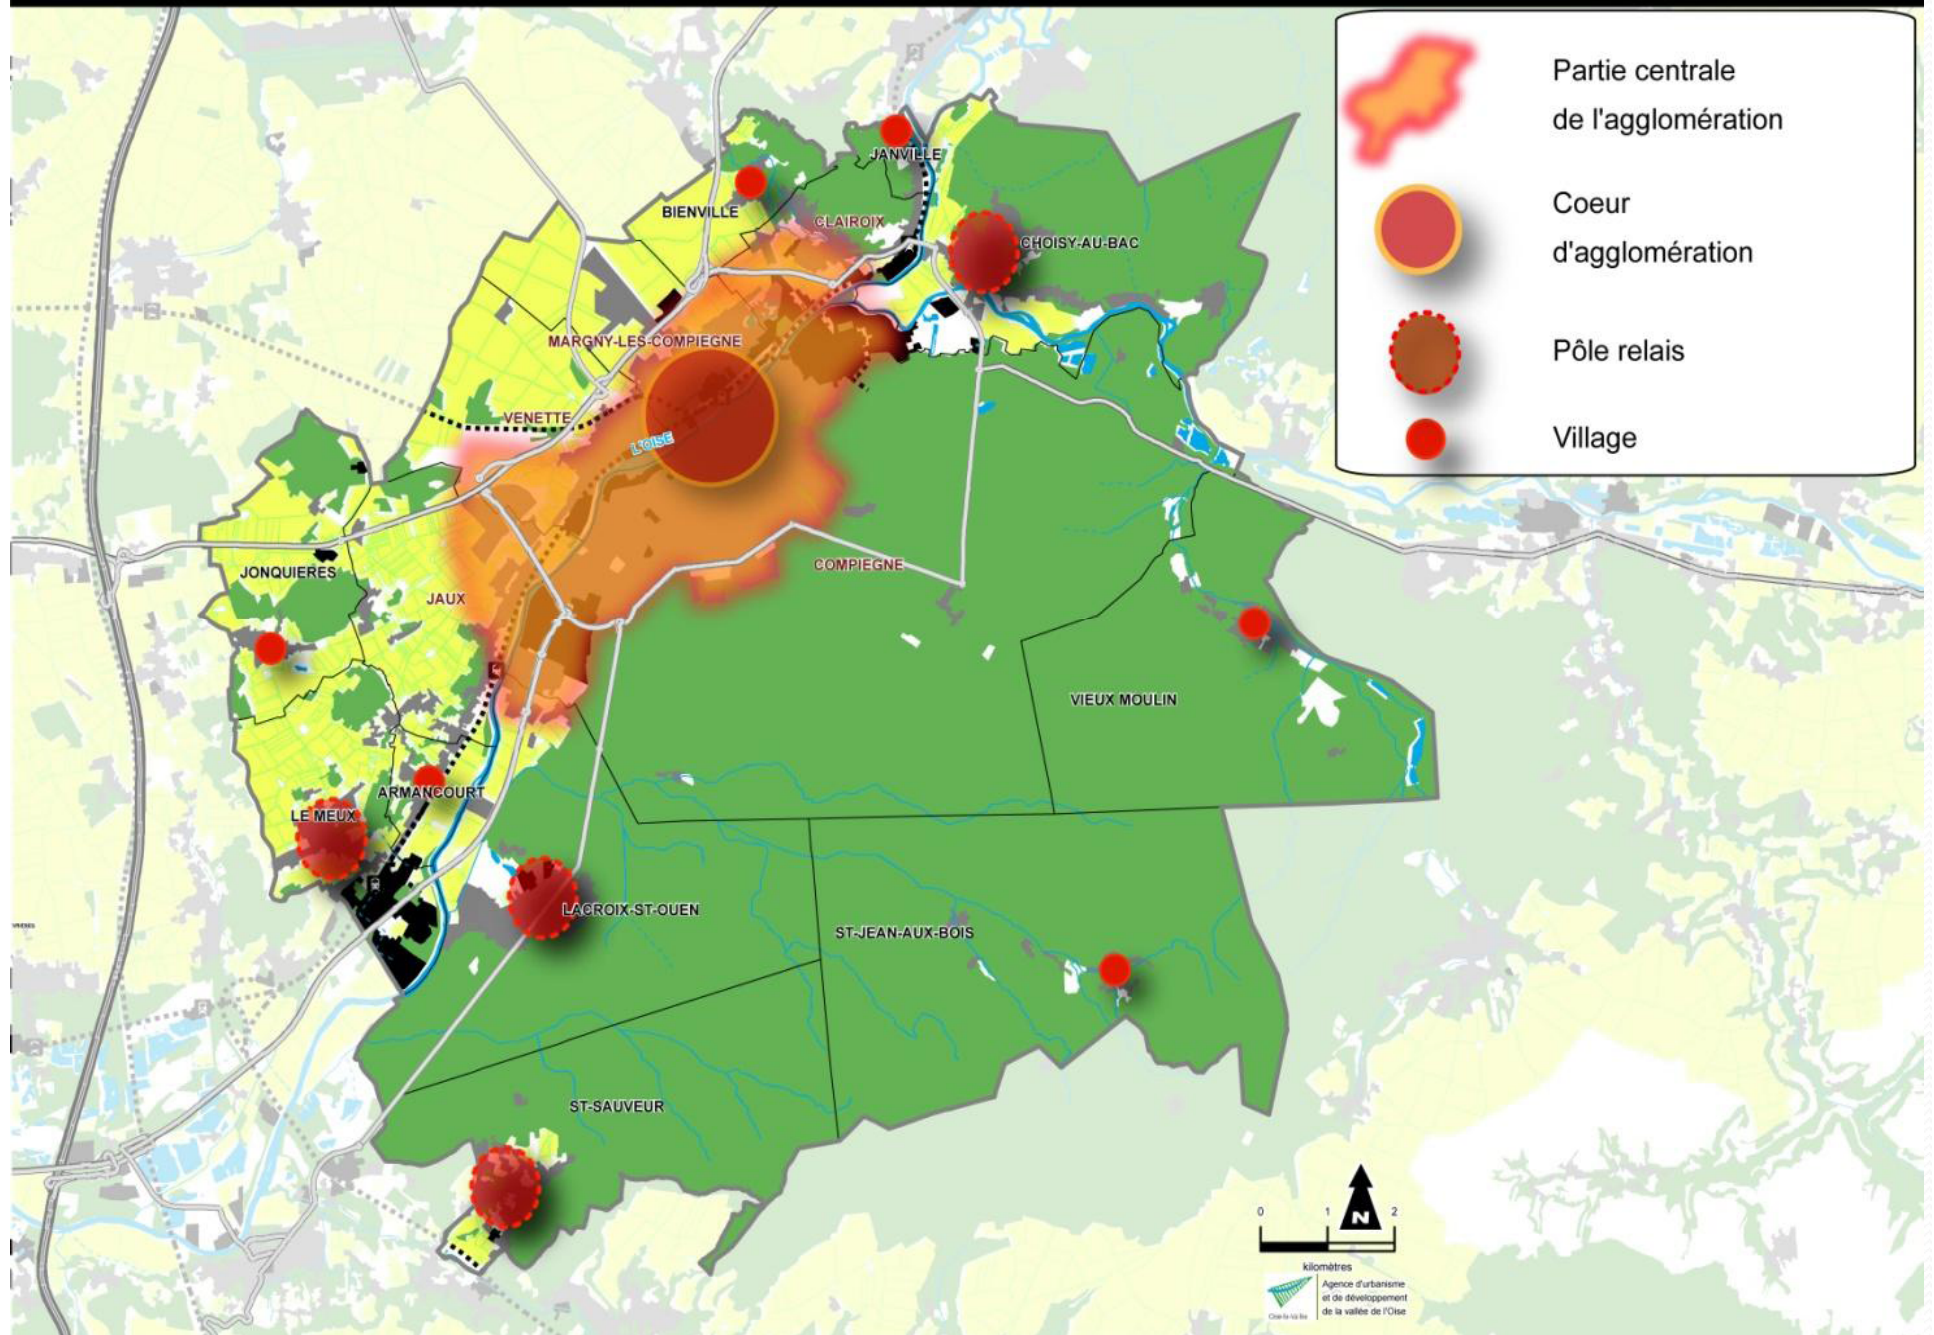 Partie centrale
de l'agglomération
Coeur
d'agglomération
Pôle relais
Village
JANVILLE
BIENVILLE
CLAIROIX
CHOISY-AU-BAC
MARGNY-LES-COMPIEGNE
VENETTE
L'OISE
JONQUIERES
JAUX
COMPIEGNE
VIEUX MOULIN
ARMANCOURT
LE MEUX
LACROIX-ST-OUEN
ST-JEAN-AUX-BOIS
ST-SAUVEUR
0 1 2
N
kilomètres
Agence d'urbanisme
et de développement
de la vallée de l'Oise